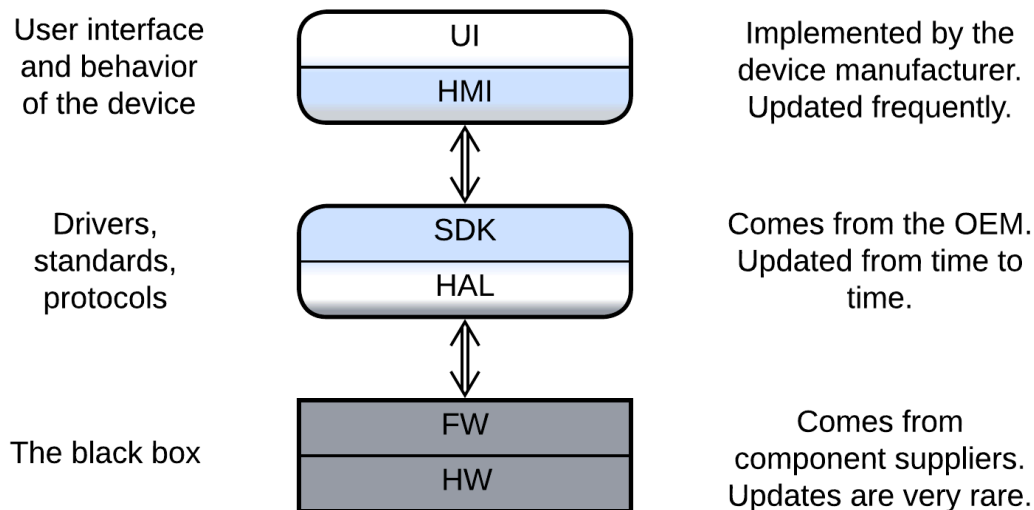 User interface
and behavior
of the device
UI
HMI
Implemented by the
device manufacturer.
Updated frequently.
Drivers,
standards,
protocols
SDK
HAL
Comes from the OEM.
Updated from time to
time.
The black box
FW
HW
Comes from
component suppliers.
Updates are very rare.